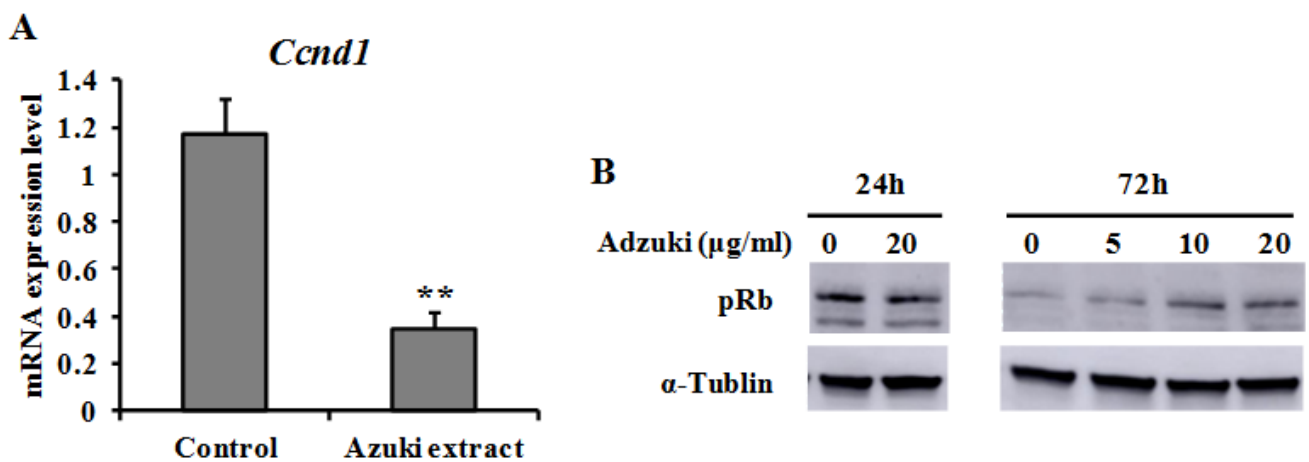 A
Ccnd1
mRNA expression level
1.4
1.2
1
0.8
0.6
0.4
0.2
0
**
Control Azuki extract
B
24h 72h
Adzuki (µg/ml) 0 20 0 5 10 20
pRb
α-Tublin